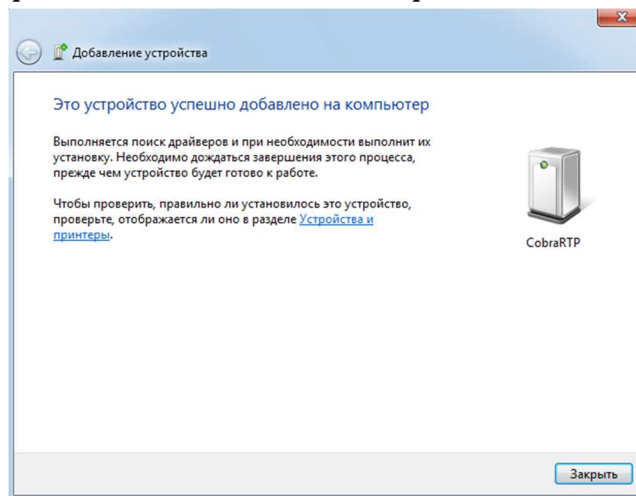 Добавление устройства
Это устройство успешно добавлено на компьютер
Выполняется поиск драйверов и при необходимости выполнит их
установку. Необходимо дождаться завершения этого процесса,
прежде чем устройство будет готово к работе.
Чтобы проверить, правильно ли установилось это устройство,
проверьте, отображается ли оно в разделе Устройства и
принтеры.
CobraRTP
Закрыть